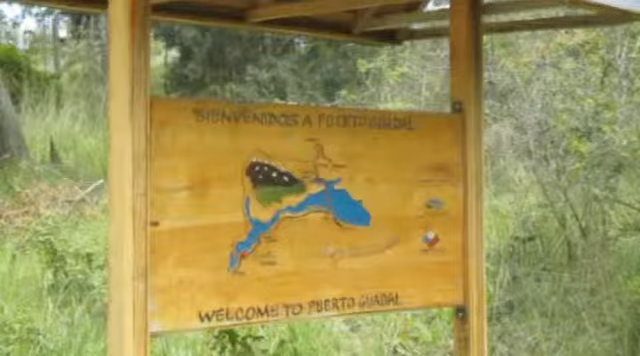 BIENVENIDOS A PUERTO GUADAL
WELCOME TO PUERTO GUADAL